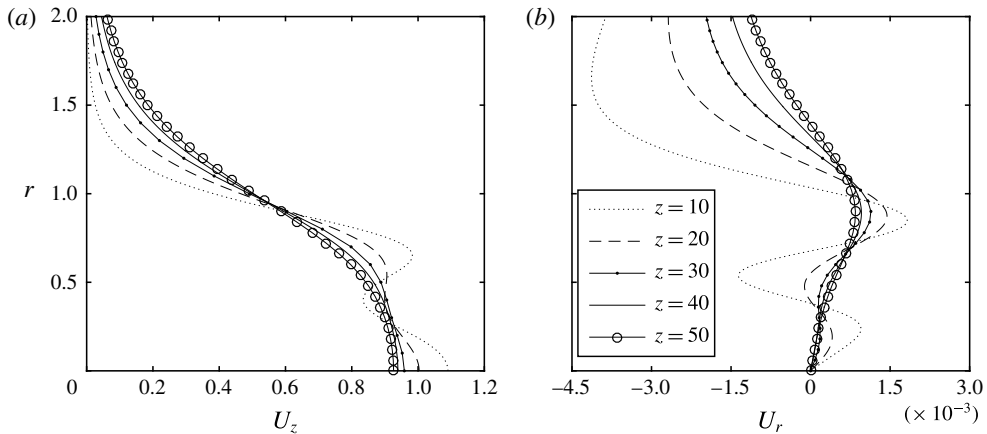 (a)
2.0
1.5
r
1.0
0.5
0
0.2
0.4
0.6
0.8
1.0
1.2
U_z
(b)
z = 10
z = 20
z = 30
z = 40
z = 50
−4.5
−3.0
−1.5
0
1.5
3.0
(× 10⁻³)
U_r